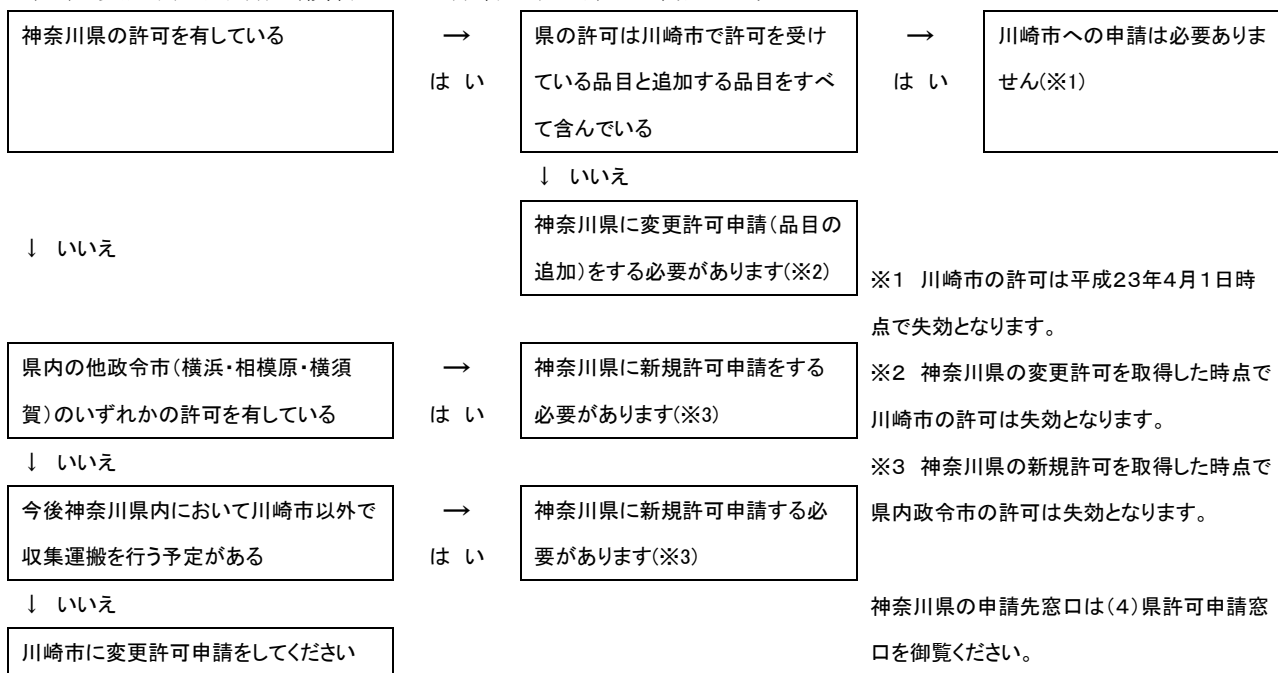 神奈川県の許可を有している
→
はい
県の許可は川崎市で許可を受け
ている品目と追加する品目をすべ
て含んでいる
→
はい
川崎市への申請は必要ありま
せん(※1)
↓ いいえ
神奈川県に変更許可申請(品目の
追加)をする必要があります(※2)
↓ いいえ
県内の他政令市(横浜・相模原・横須
賀)のいずれかの許可を有している
→
はい
神奈川県に新規許可申請をする
必要があります(※3)
↓ いいえ
今後神奈川県内において川崎市以外で
収集運搬を行う予定がある
→
はい
神奈川県に新規許可申請する必
要があります(※3)
↓ いいえ
川崎市に変更許可申請をしてください
※1 川崎市の許可は平成23年4月1日時
点で失効となります。
※2 神奈川県の変更許可を取得した時点で
川崎市の許可は失効となります。
※3 神奈川県の新規許可を取得した時点で
県内政令市の許可は失効となります。
神奈川県の申請先窓口は(4)県許可申請窓
口を御覧ください。